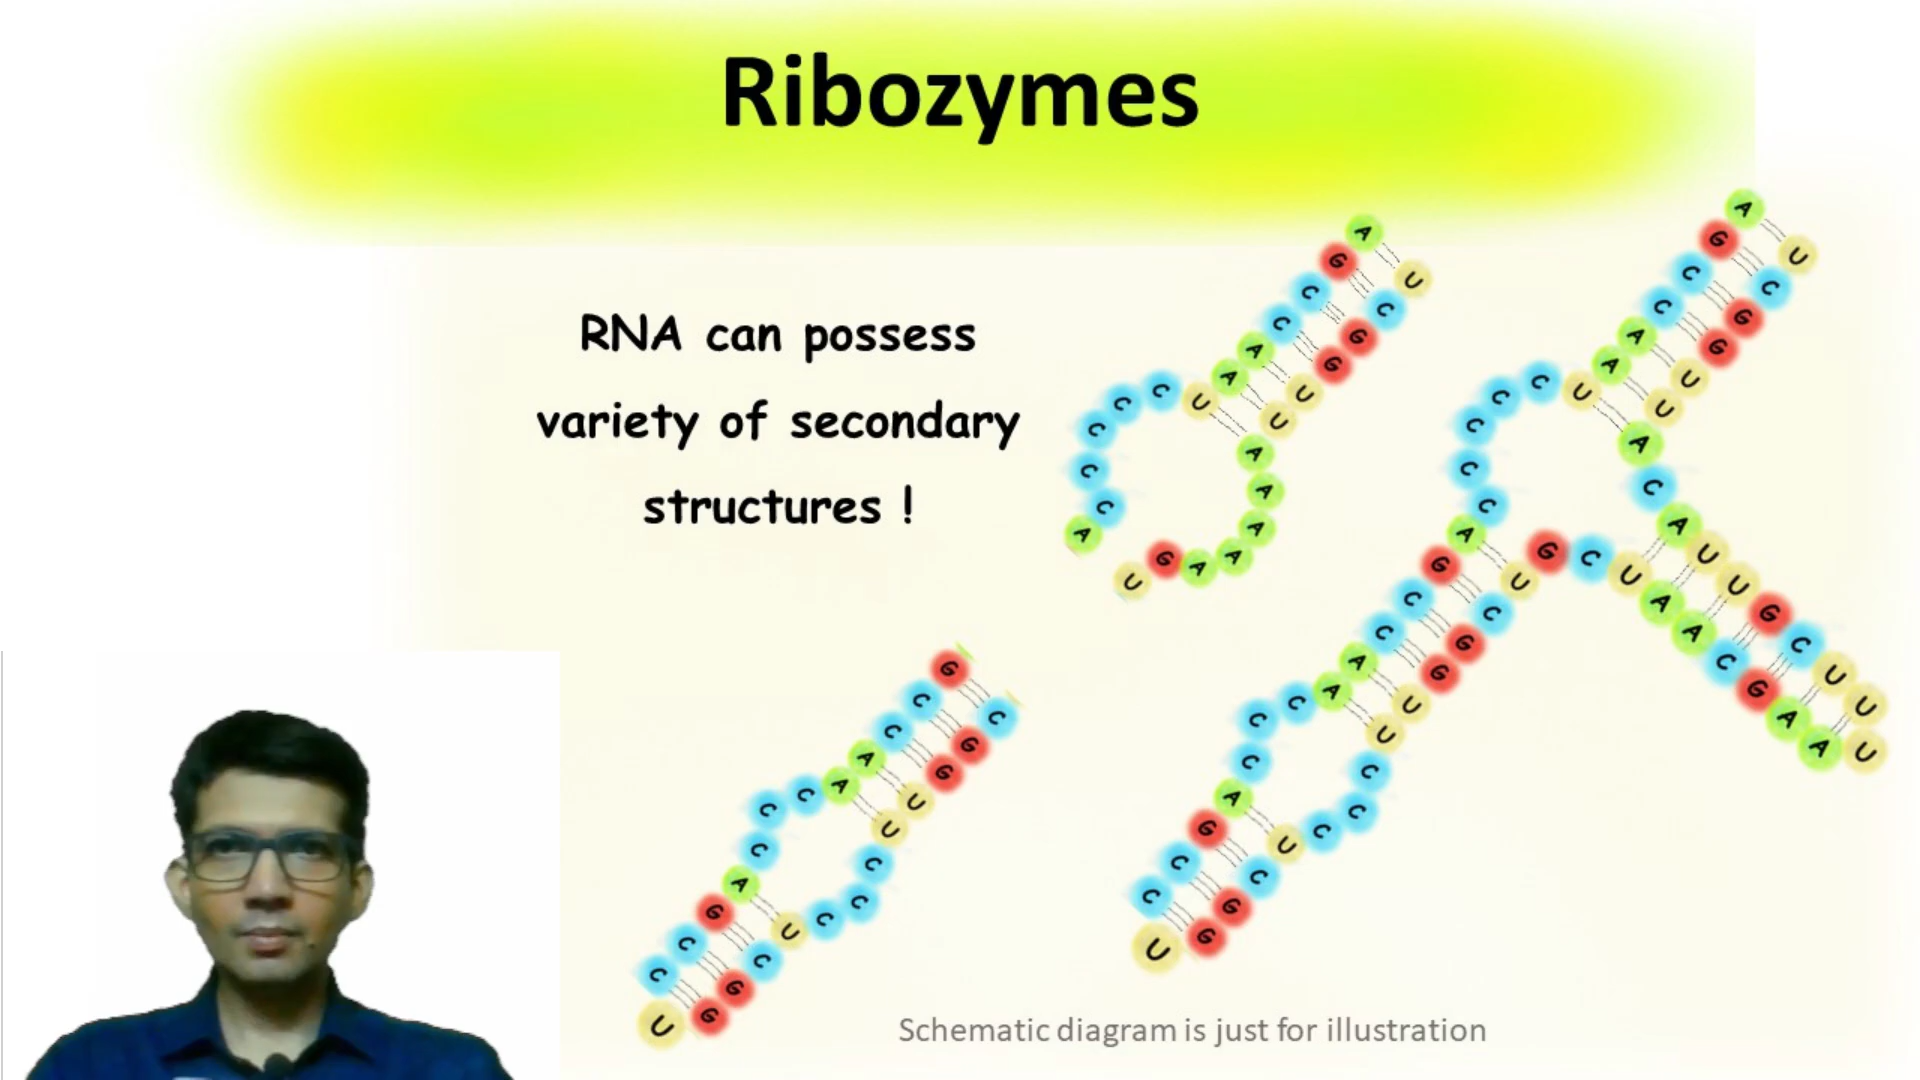 Ribozymes
RNA can possess
variety of secondary
structures !
A
G U
C C
C G
A G
A U
U U
C A
C A
C A
C A
C A
A G
U
A
G U
C C
C G
A G
A U
U U
C A
C C
C A
C U
C U
A G
G C
C U
C U
A G
A A
C C
C A
C U
A C
G G
C C
C U
U G
G U
C A
G C
G U
U A
U U
C A
C U
C
U
C
G
G
G
C C
C G
A G
A U
C U
C C
C C
A C
G U
C C
C G
U G
Schematic diagram is just for illustration